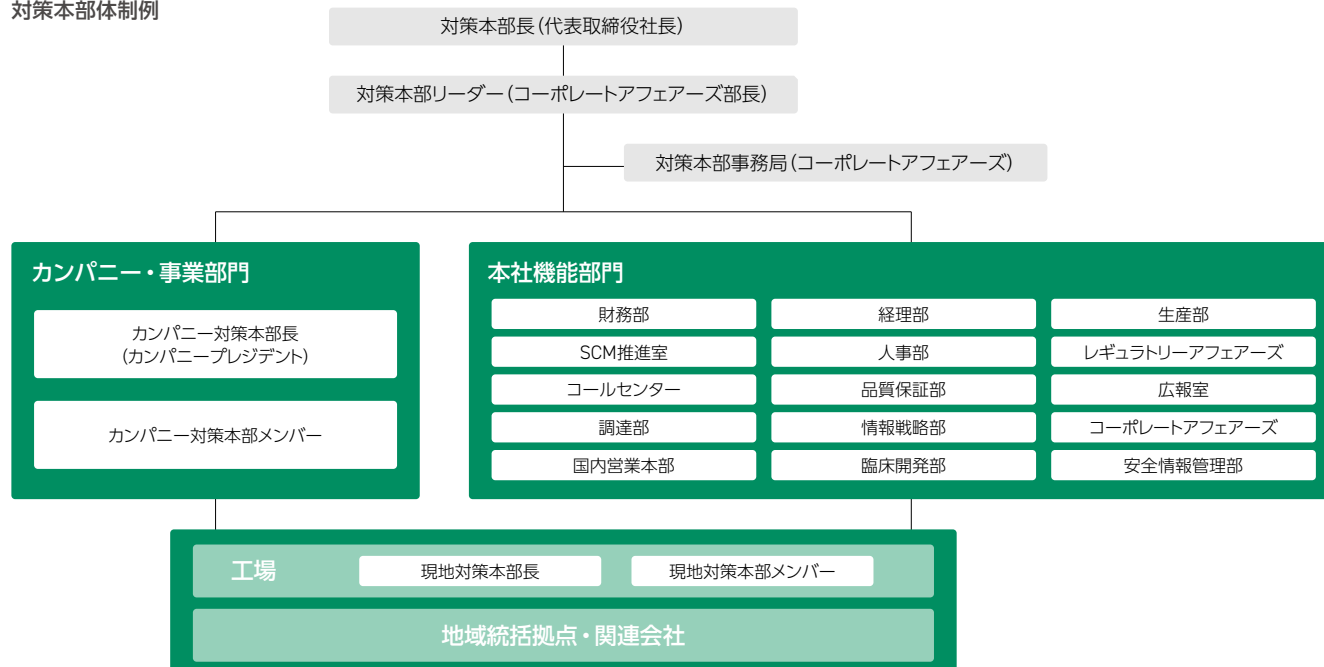 対策本部体制例
対策本部長(代表取締役社長)
対策本部リーダー(コーポレートアフェアーズ部長)
対策本部事務局(コーポレートアフェアーズ)
カンパニー・事業部門
カンパニー対策本部長
(カンパニープレジデント)
カンパニー対策本部メンバー
本社機能部門
財務部
経理部
生産部
SCM推進室
人事部
レギュラトリーアフェアーズ
コールセンター
品質保証部
広報室
調達部
情報戦略部
コーポレートアフェアーズ
国内営業本部
臨床開発部
安全情報管理部
工場
現地対策本部長
現地対策本部メンバー
地域統括拠点・関連会社